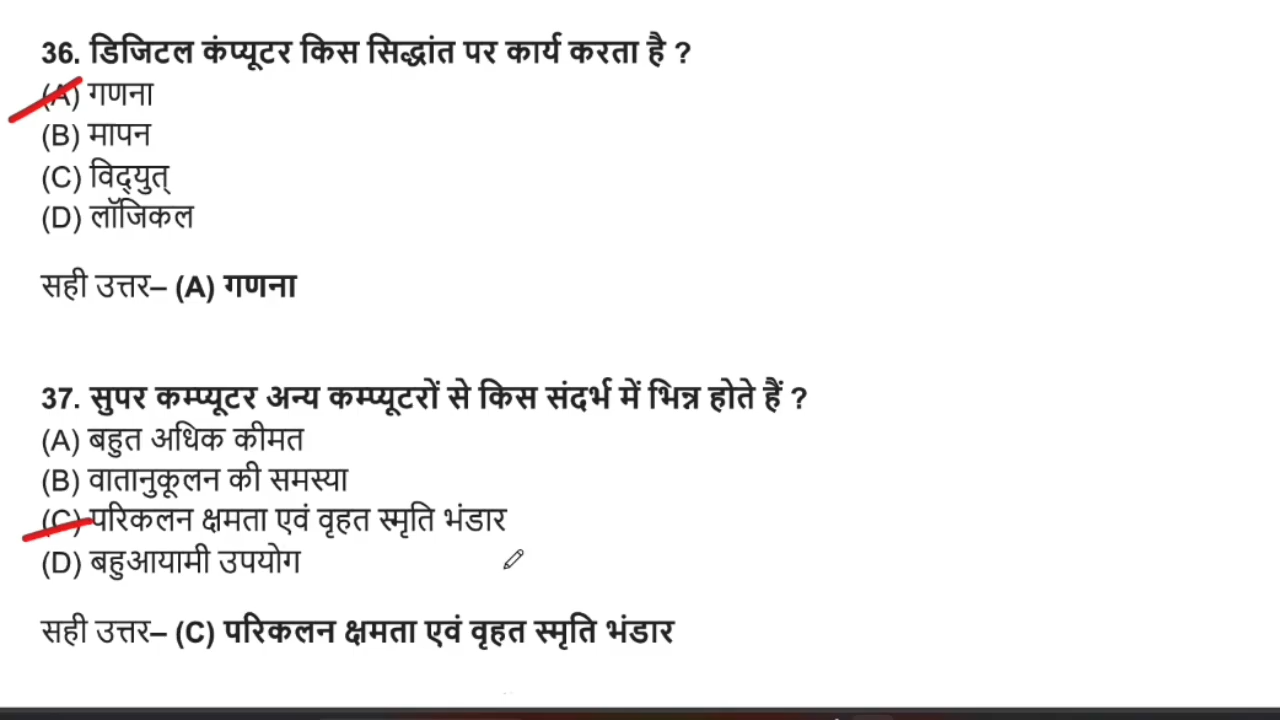 36. डिजिटल कंप्यूटर किस सिद्धांत पर कार्य करता है ?
(A) गणना
(B) मापन
(C) विद्युत्
(D) लॉजिकल
सही उत्तर– (A) गणना
37. सुपर कम्प्यूटर अन्य कम्प्यूटरों से किस संदर्भ में भिन्न होते हैं ?
(A) बहुत अधिक कीमत
(B) वातानुकूलन की समस्या
(C) परिकलन क्षमता एवं वृहत स्मृति भंडार
(D) बहुआयामी उपयोग
सही उत्तर– (C) परिकलन क्षमता एवं वृहत स्मृति भंडार